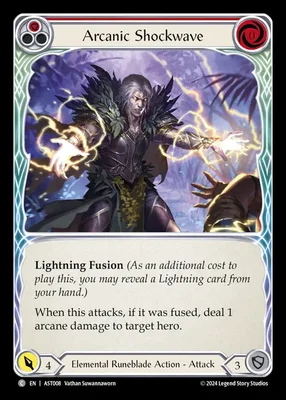 Arcanic Shockwave
Lightning Fusion (As an additional cost to
play this, you may reveal a Lightning card from
your hand.)
When this attacks, if it was fused, deal 1
arcane damage to target hero.
4
Elemental Runeblade Action - Attack
3
C EN | AST008 Vathan Suwannaworn
©2024 Legend Story Studios